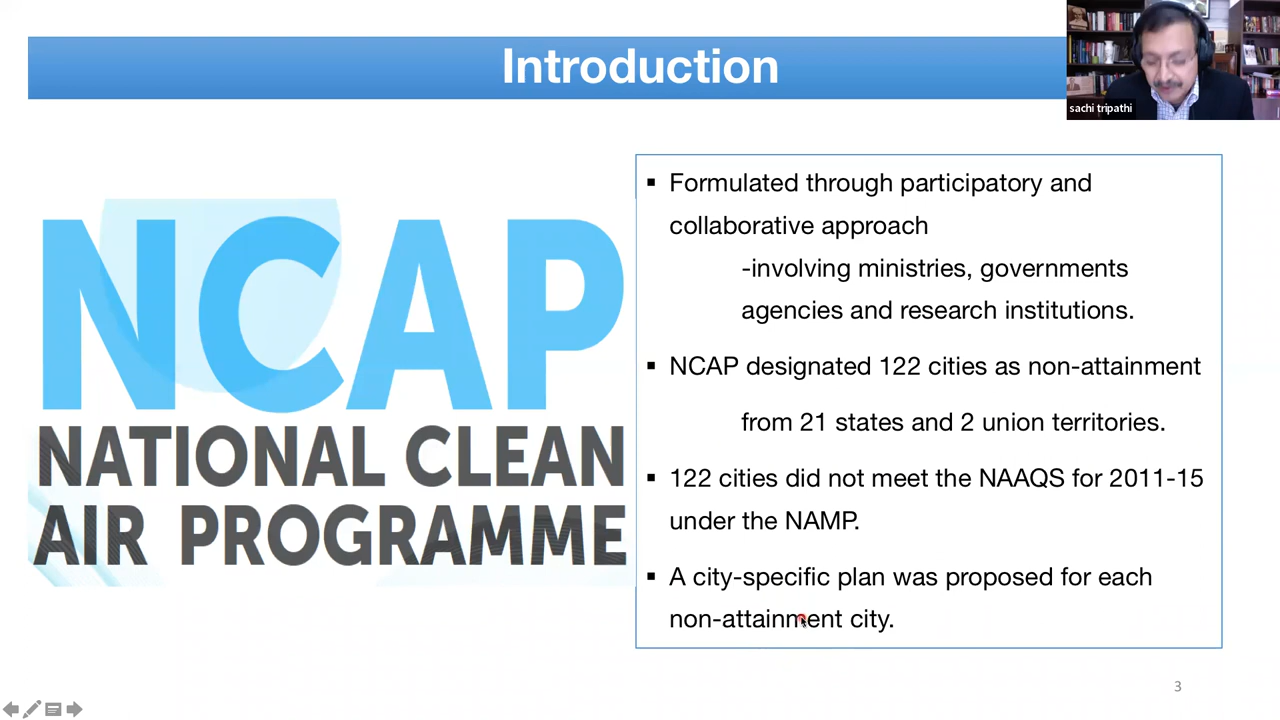 Introduction
sachi tripathi
NCAP
NATIONAL CLEAN
AIR PROGRAMME
▪ Formulated through participatory and
collaborative approach
-involving ministries, governments
agencies and research institutions.
▪ NCAP designated 122 cities as non-attainment
from 21 states and 2 union territories.
▪ 122 cities did not meet the NAAQS for 2011-15
under the NAMP.
▪ A city-specific plan was proposed for each
non-attainment city.
3